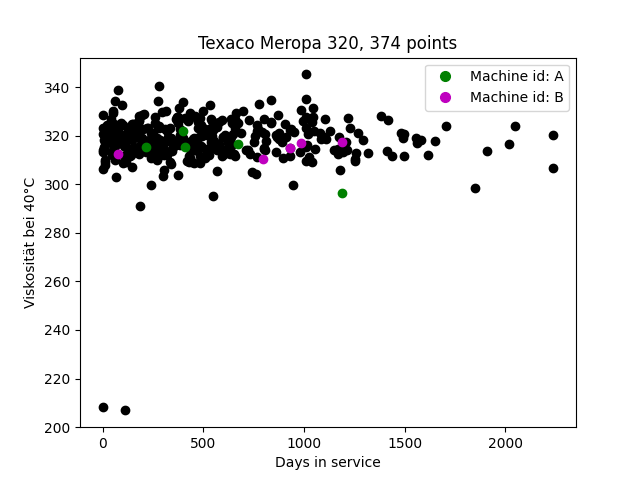 Texaco Meropa 320, 374 points
Machine id: A
Machine id: B
Viskosität bei 40°C
340
320
300
280
260
240
220
200
0
500
1000
1500
2000
Days in service